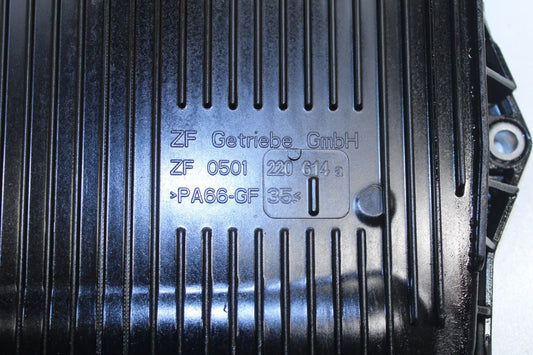 ZF Getriebe GmbH
ZF 0501 220 614 a
>PA66-GF 35<